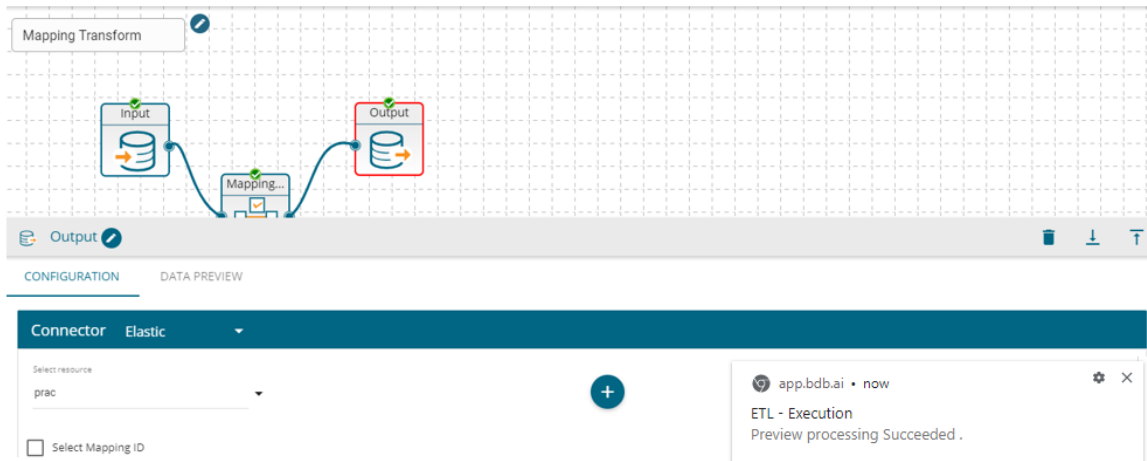 Mapping Transform
Input
Output
Mapping...
Output
CONFIGURATION DATA PREVIEW
Connector Elastic
Select resource
prac
Select Mapping ID
app.bdb.ai • now
ETL - Execution
Preview processing Succeeded .